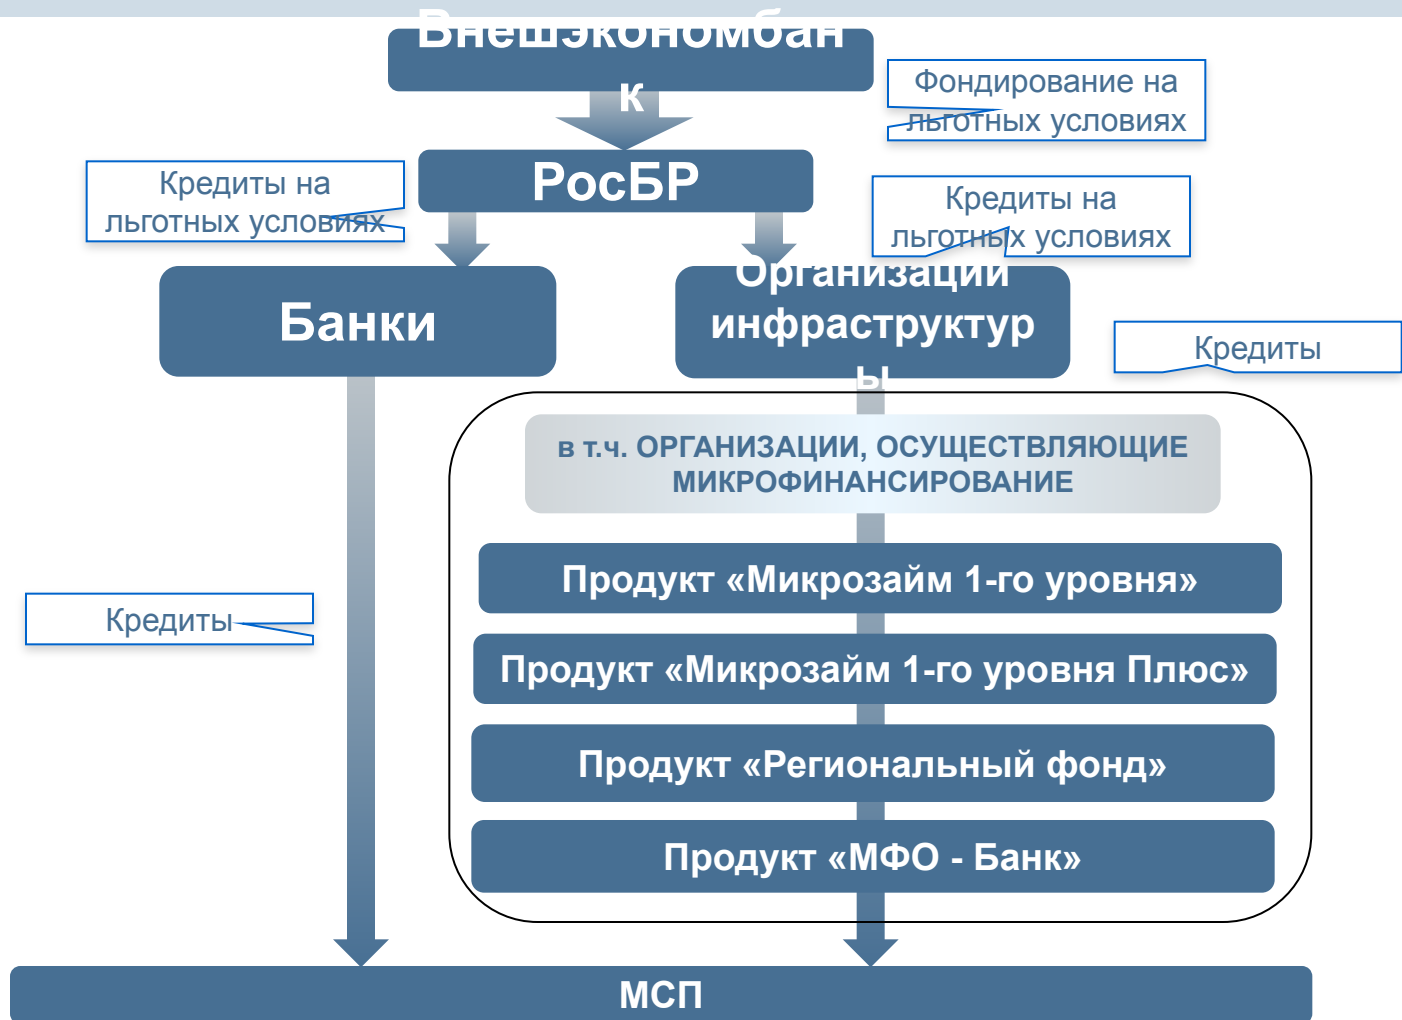 Внешэкономбан
к
Фондирование на
льготных условиях
РосБР
Кредиты на
льготных условиях
Кредиты на
льготных условиях
Банки
Организации
инфраструктур
ы
Кредиты
в т.ч. ОРГАНИЗАЦИИ, ОСУЩЕСТВЛЯЮЩИЕ
МИКРОФИНАНСИРОВАНИЕ
Продукт «Микрозайм 1-го уровня»
Кредиты
Продукт «Микрозайм 1-го уровня Плюс»
Продукт «Региональный фонд»
Продукт «МФО - Банк»
МСП